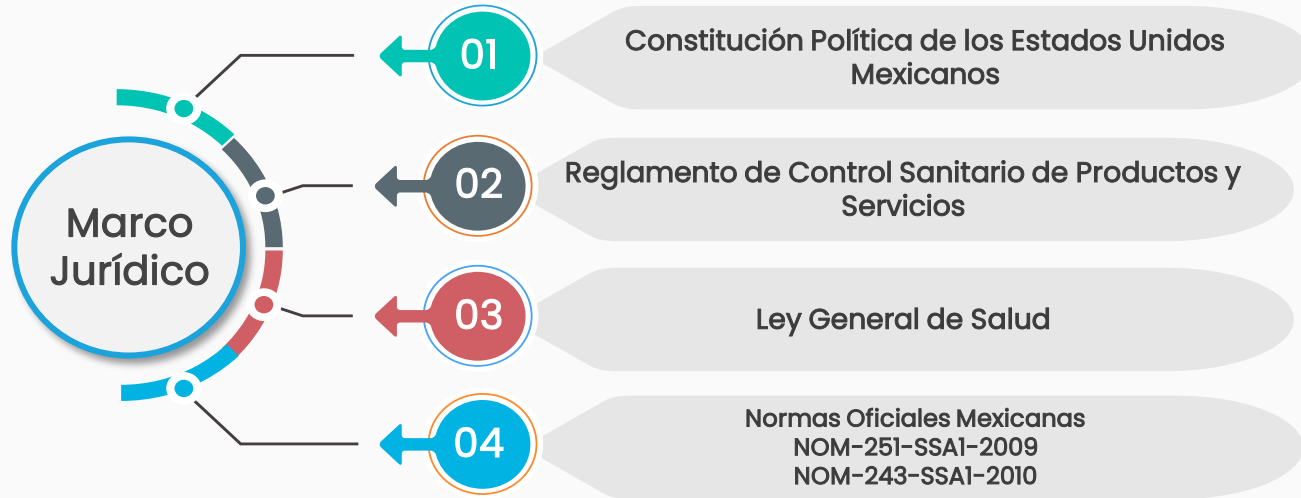 Marco
Jurídico
01
Constitución Política de los Estados Unidos
Mexicanos
02
Reglamento de Control Sanitario de Productos y
Servicios
03
Ley General de Salud
04
Normas Oficiales Mexicanas
NOM-251-SSA1-2009
NOM-243-SSA1-2010